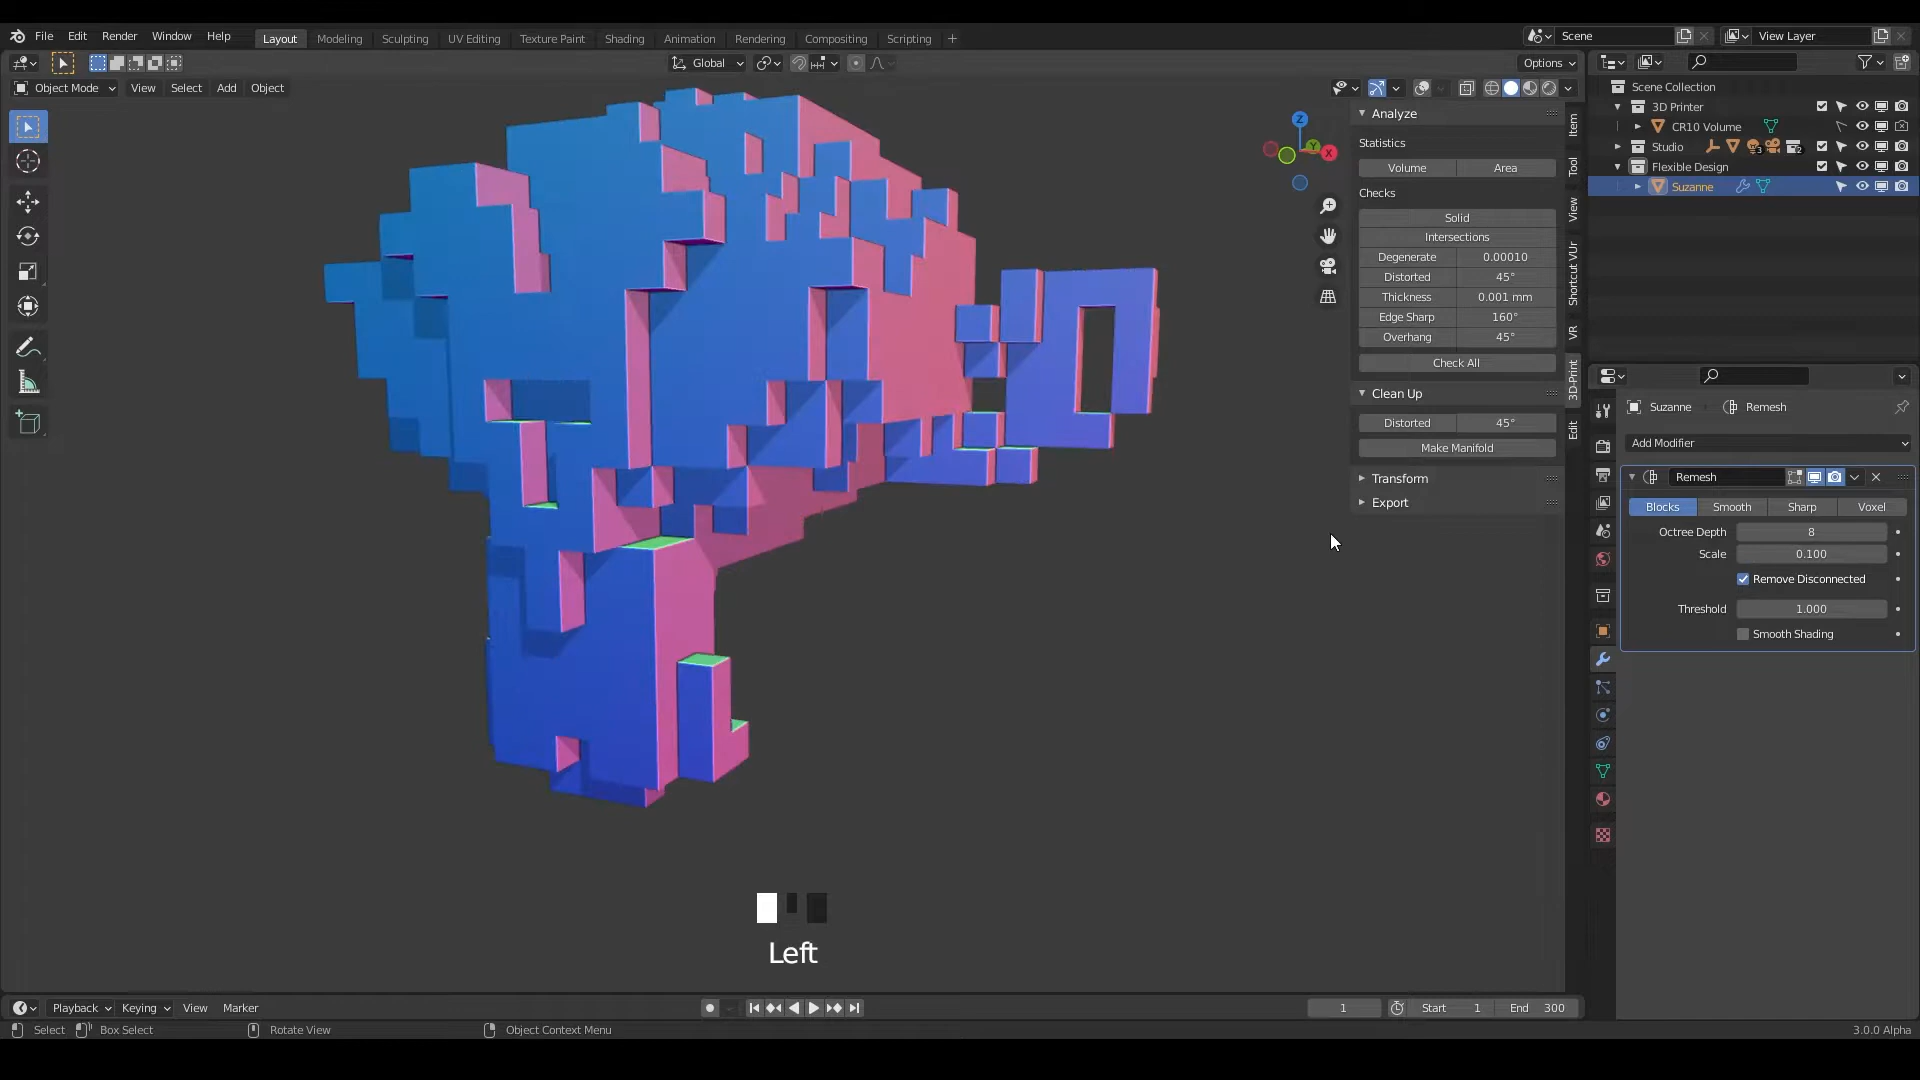 File Edit Render Window Help Layout Modeling Sculpting UV Editing Texture Paint Shading Animation Rendering Compositing Scripting Scene View Layer
Global Options
Object Mode View Select Add Object
Analyze
Statistics
Volume Area
Checks
Solid
Intersections
Degenerate 0.00010
Distorted 45°
Thickness 0.001 mm
Edge Sharp 160°
Overhang 45°
Check All
Clean Up
Distorted 45°
Make Manifold
Transform
Export
Item
Tool
View
Shortcut VUr
VR
3D-Print
Edit
Z
Y
X
Scene Collection
3D Printer
CR10 Volume
Studio 3 2
Flexible Design
Suzanne
Suzanne Remesh
Add Modifier
Remesh
Blocks Smooth Sharp Voxel
Octree Depth 8
Scale 0.100
Remove Disconnected
Threshold 1.000
Smooth Shading
Left
Playback Keying View Marker 1 Start 1 End 300
Select Box Select Rotate View Object Context Menu 3.0.0 Alpha